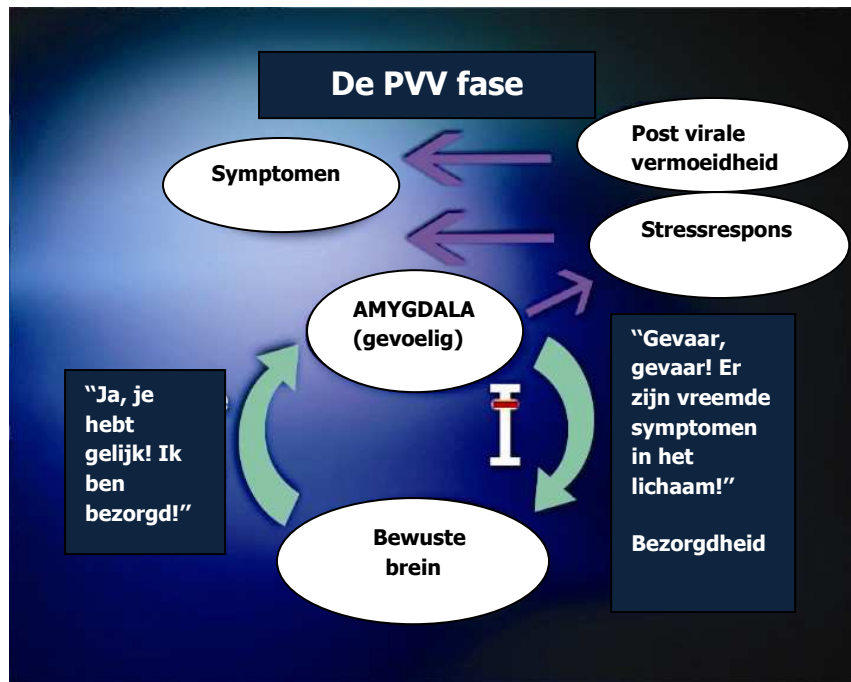 De PVV fase
Post virale
vermoeidheid
Symptomen
Stressrespons
AMYGDALA
(gevoelig)
“Gevaar,
gevaar! Er
zijn vreemde
symptomen
in het
lichaam!”
Bezorgdheid
“Ja, je
hebt
gelijk! Ik
ben
bezorgd!”
Bewuste
brein